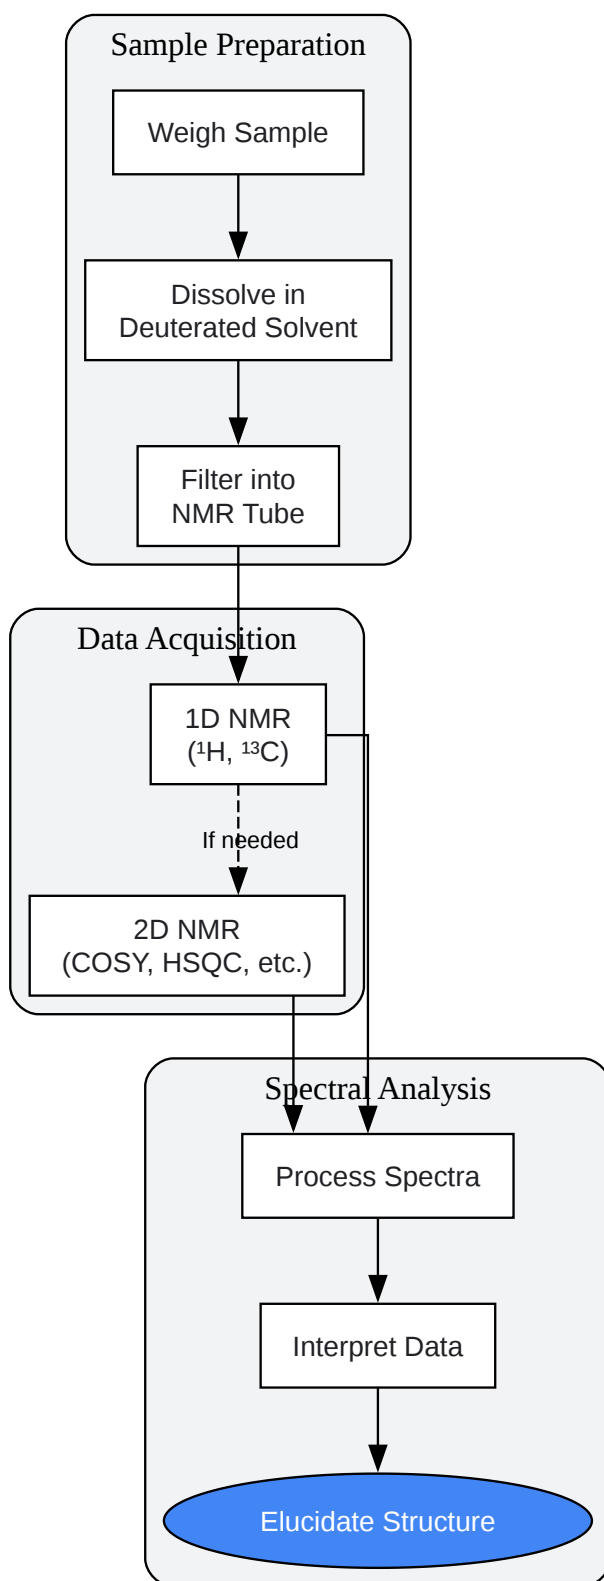 Sample Preparation
Weigh Sample
Dissolve in
Deuterated Solvent
Filter into
NMR Tube
Data Acquisition
1D NMR
(¹H, ¹³C)
If needed
2D NMR
(COSY, HSQC, etc.)
Spectral Analysis
Process Spectra
Interpret Data
Elucidate Structure